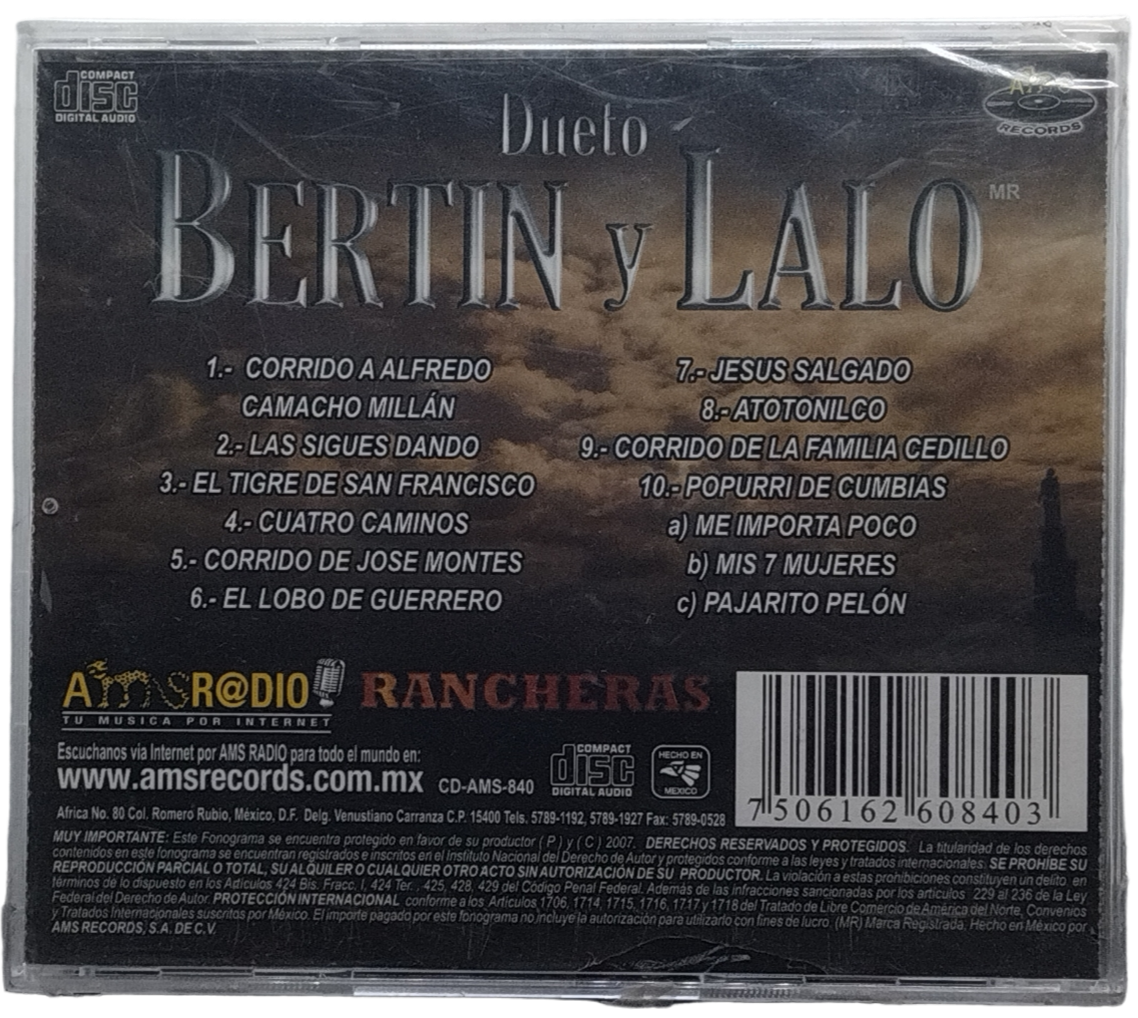 COMPACT
disc
DIGITAL AUDIO
AMS
RECORDS
Dueto
BERTIN y LALO MR
1.- CORRIDO A ALFREDO
CAMACHO MILLÁN
2.- LAS SIGUES DANDO
3.- EL TIGRE DE SAN FRANCISCO
4.- CUATRO CAMINOS
5.- CORRIDO DE JOSE MONTES
6.- EL LOBO DE GUERRERO
7.- JESUS SALGADO
8.- ATOTONILCO
9.- CORRIDO DE LA FAMILIA CEDILLO
10.- POPURRI DE CUMBIAS
a) ME IMPORTA POCO
b) MIS 7 MUJERES
c) PAJARITO PELÓN
AMSR@DIO
TU MUSICA POR INTERNET
RANCHERAS
Escuchanos via Internet por AMS RADIO para todo el mundo en:
www.amsrecords.com.mx
CD-AMS-840
COMPACT
disc
DIGITAL AUDIO
HECHO EN
MEXICO
7 506162 608403
Africa No. 80 Col. Romero Rubio, México, D.F. Delg. Venustiano Carranza C.P. 15400 Tels. 5789-1192, 5789-1927 Fax: 5789-0528
MUY IMPORTANTE: Este Fonograma se encuentra protegido en favor de su productor ( P ) y ( C ) 2007. DERECHOS RESERVADOS Y PROTEGIDOS. La titularidad de los derechos
contenidos en este fonograma se encuentran registrados e inscritos en el Instituto Nacional del Derecho de Autor y protegidos conforme a las leyes y tratados internacionales. SE PROHIBE SU
REPRODUCCIÓN PARCIAL O TOTAL, SU ALQUILER O CUALQUIER OTRO ACTO SIN AUTORIZACIÓN DE SU PRODUCTOR. La violación a estas prohibiciones constituyen un delito, en
términos de lo dispuesto en los Artículos 424 Bis. Fracc. I, 424 Ter., 425, 428, 429 del Código Penal Federal. Además de las infracciones sancionadas por los artículos 229 al 236 de la Ley
Federal del Derecho de Autor. PROTECCIÓN INTERNACIONAL conforme a los Artículos 1706, 1714, 1715, 1716, 1717 y 1718 del Tratado de Libre Comercio de América del Norte, Convenios
y Tratados Internacionales suscritos por México. El importe pagado por este fonograma no incluye la autorización para utilizarlo con fines de lucro. (MR) Marca Registrada. Hecho en México por
AMS RECORDS, S.A. DE C.V.